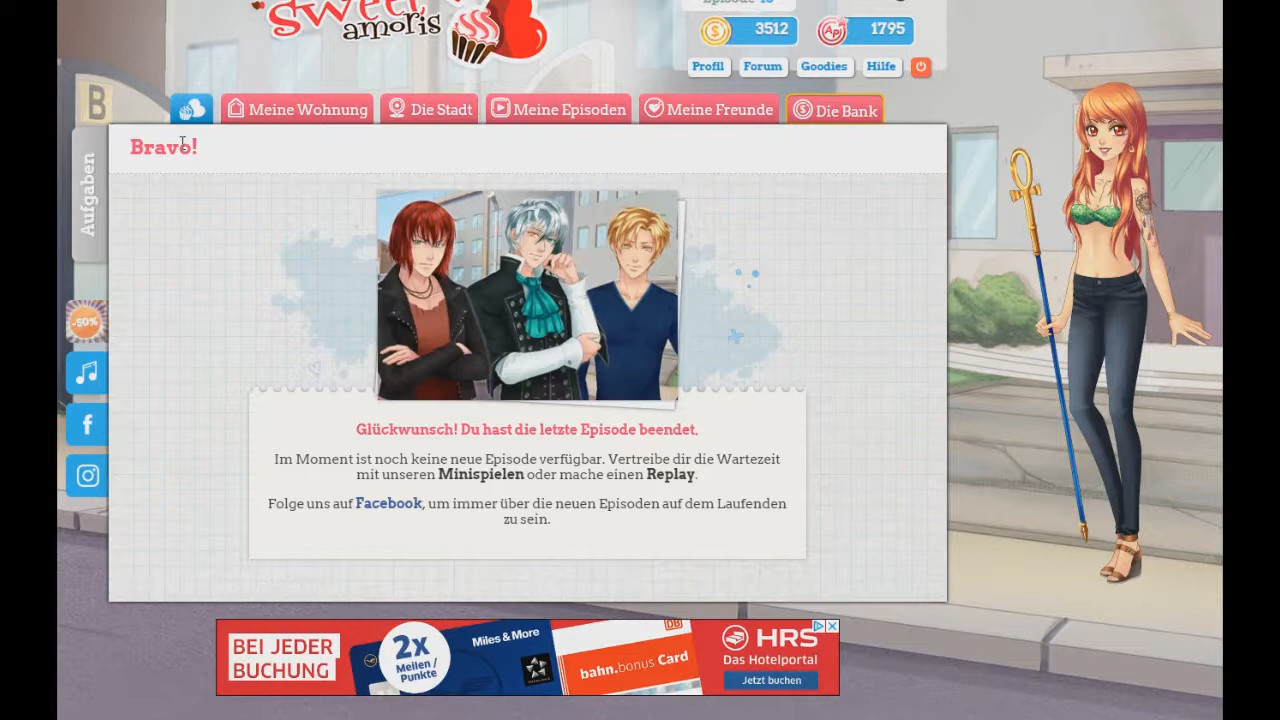 sweet
amoris
3512
1795
Profil
Forum
Goodies
Hilfe
B
Meine Wohnung
Die Stadt
Meine Episoden
Meine Freunde
Die Bank
Aufgaben
Bravo!
-50%
Glückwunsch! Du hast die letzte Episode beendet.
Im Moment ist noch keine neue Episode verfügbar. Vertreibe dir die Wartezeit
mit unseren Minispielen oder mache einen Replay.
Folge uns auf Facebook, um immer über die neuen Episoden auf dem Laufenden
zu sein.
BEI JEDER
BUCHUNG
2x
Meilen /
Punkte
Miles & More
DB
bahn.bonus Card
HRS
Das Hotelportal
Jetzt buchen